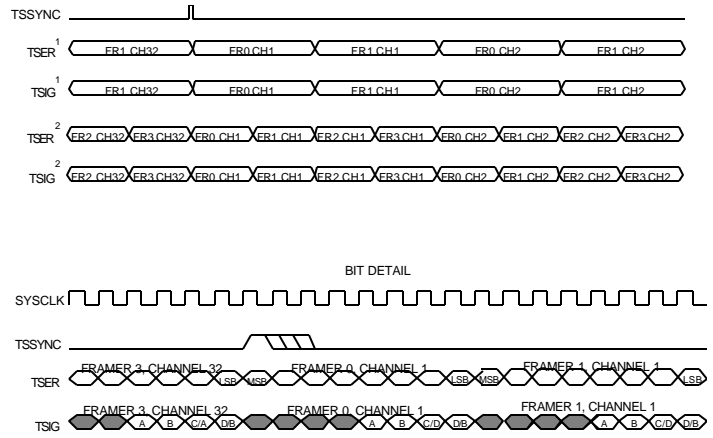 TSSYNC
TSER 1 FR1 CH32 FR0 CH1 FR1 CH1 FR0 CH2 FR1 CH2
TSIG 1 FR1 CH32 FR0 CH1 FR1 CH1 FR0 CH2 FR1 CH2
TSER 2 FR2 CH32 FR3 CH32 FR0 CH1 FR1 CH1 FR2 CH1 FR3 CH1 FR0 CH2 FR1 CH2 FR2 CH2 FR3 CH2
TSIG 2 FR2 CH32 FR3 CH32 FR0 CH1 FR1 CH1 FR2 CH1 FR3 CH1 FR0 CH2 FR1 CH2 FR2 CH2 FR3 CH2
BIT DETAIL
SYSCLK
TSSYNC
FRAMER 3, CHANNEL 32 FRAMER 0, CHANNEL 1 FRAMER 1, CHANNEL 1
TSER LSB MSB LSB MSB LSB
FRAMER 3, CHANNEL 32 FRAMER 0, CHANNEL 1 FRAMER 1, CHANNEL 1
TSIG A B C/A D/B A B C/D D/B A B C/D D/B